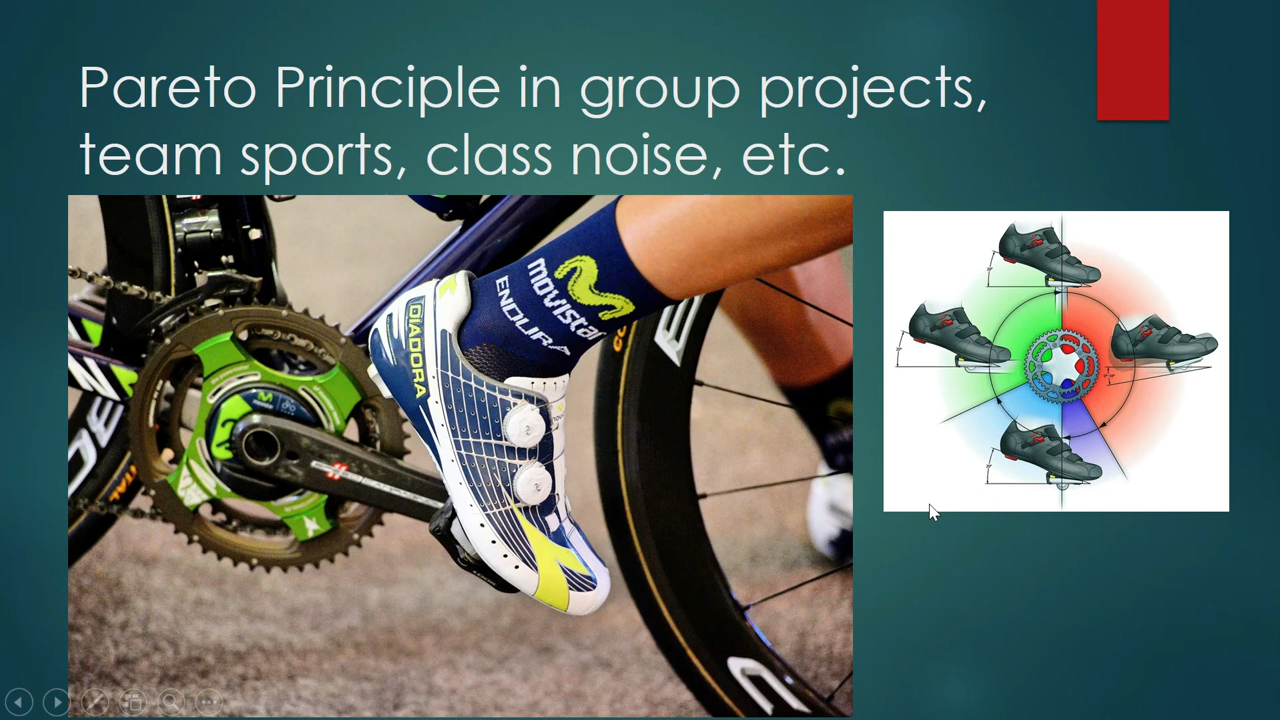 Pareto Principle in group projects,
team sports, class noise, etc.
movistar
ENDURA
DIADORA